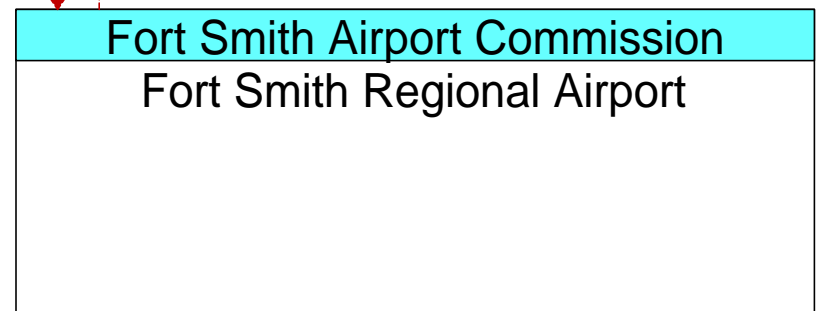 Fort Smith Airport Commission
Fort Smith Regional Airport